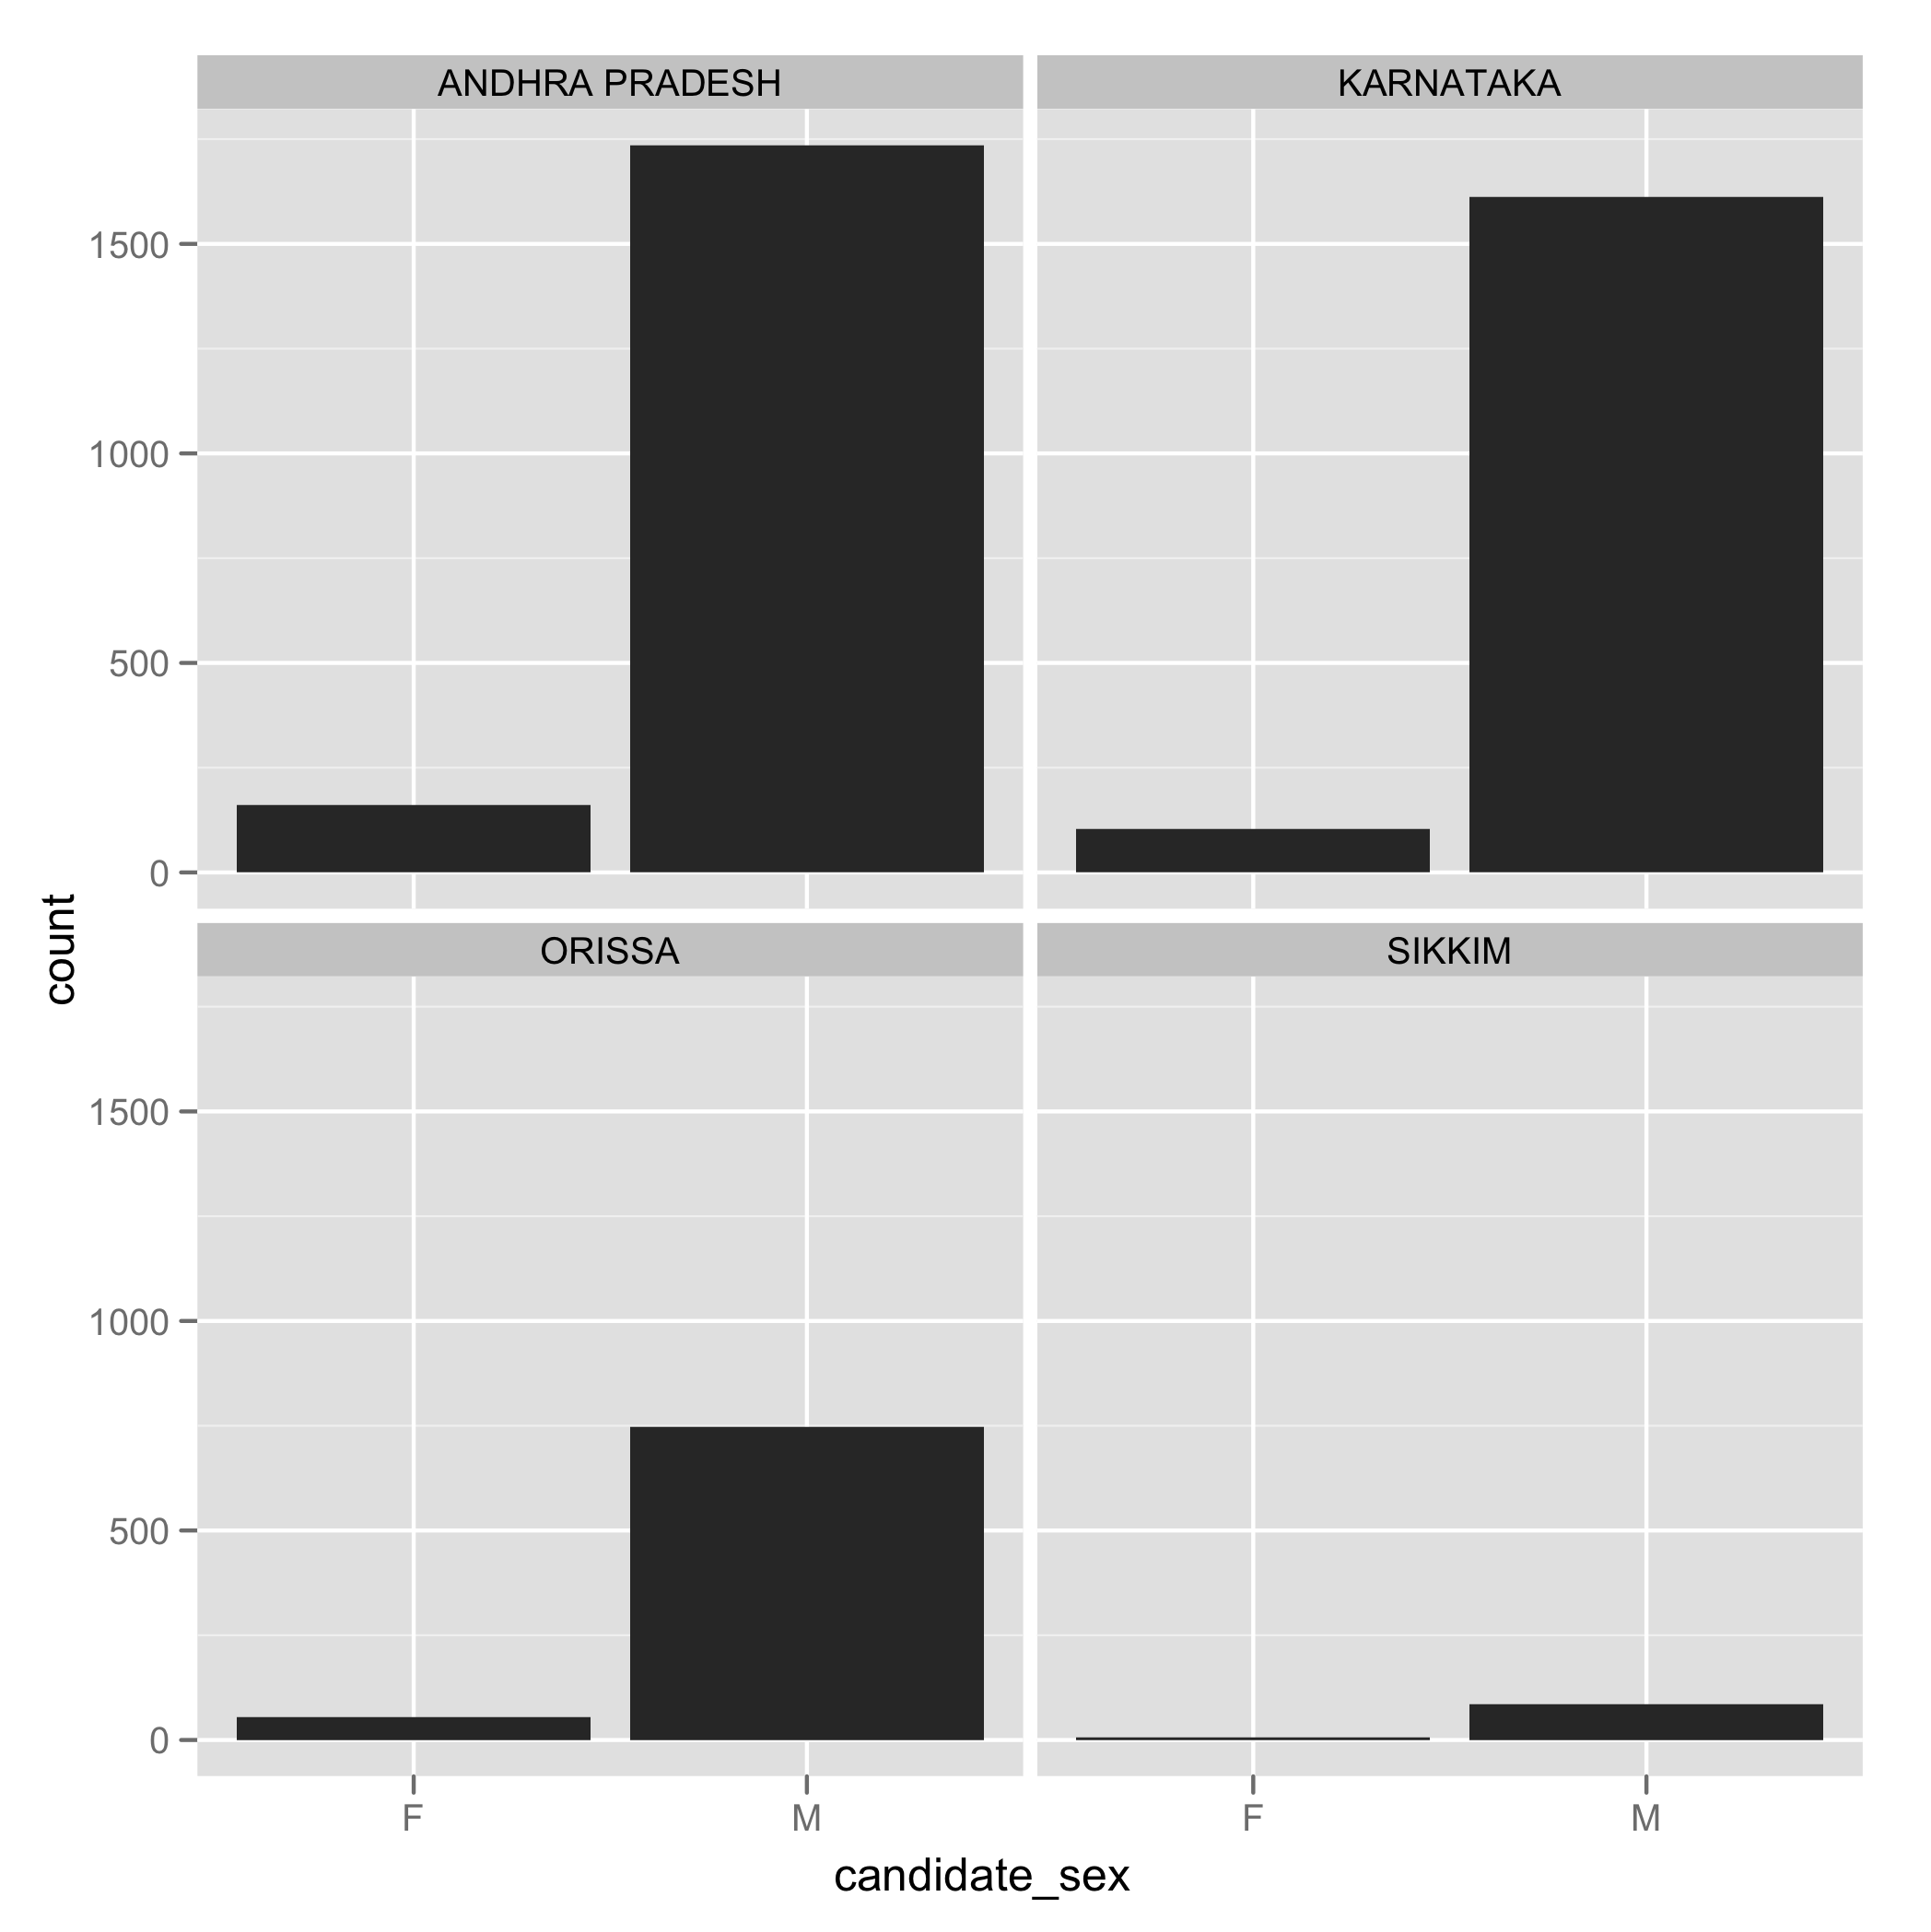 ANDHRA PRADESH
KARNATAKA
1500
1000
500
0
count
ORISSA
SIKKIM
1500
1000
500
0
F
M
F
M
candidate_sex